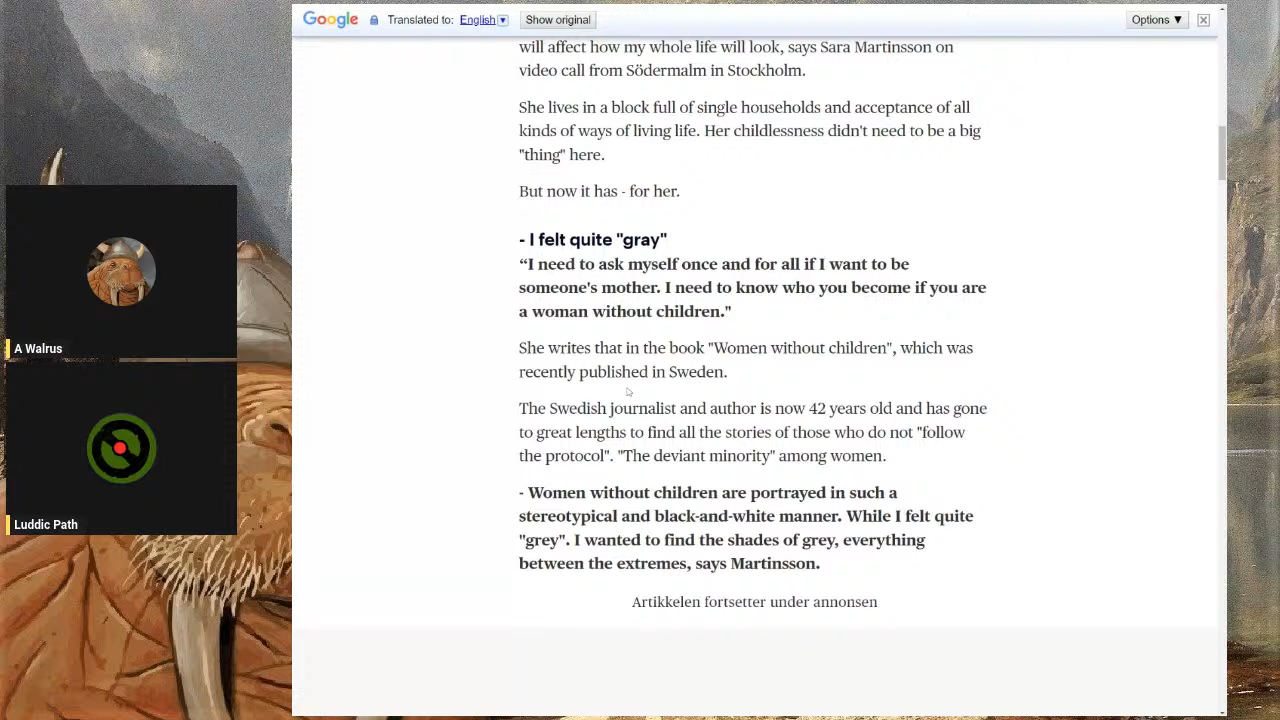 Google Translated to: English ▼ Show original Options ▼
will affect how my whole life will look, says Sara Martinsson on
video call from Södermalm in Stockholm.
She lives in a block full of single households and acceptance of all
kinds of ways of living life. Her childlessness didn't need to be a big
"thing" here.
But now it has - for her.
- I felt quite "gray"
“I need to ask myself once and for all if I want to be
someone's mother. I need to know who you become if you are
a woman without children."
She writes that in the book "Women without children", which was
recently published in Sweden.
The Swedish journalist and author is now 42 years old and has gone
to great lengths to find all the stories of those who do not "follow
the protocol". "The deviant minority" among women.
- Women without children are portrayed in such a
stereotypical and black-and-white manner. While I felt quite
"grey". I wanted to find the shades of grey, everything
between the extremes, says Martinsson.
Artikkelen fortsetter under annonsen
A Walrus
Luddic Path